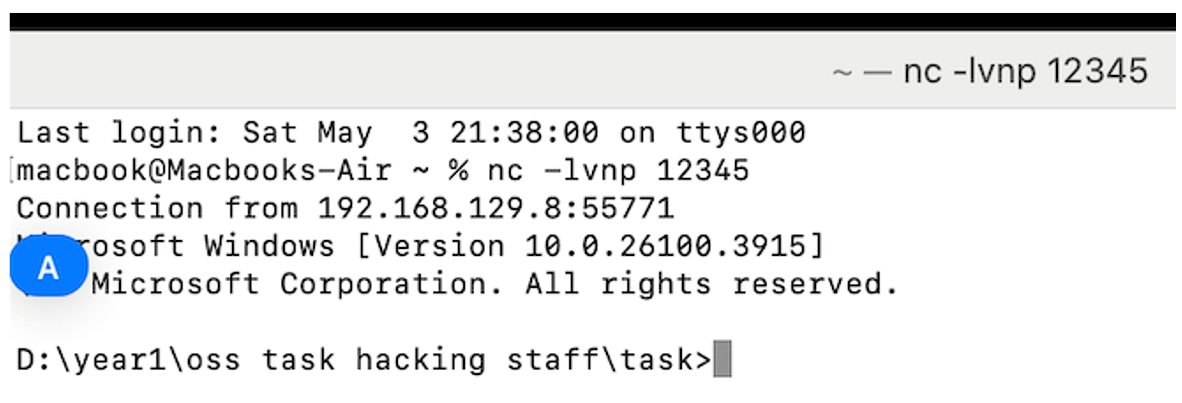 ~ — nc -lvnp 12345
Last login: Sat May  3 21:38:00 on ttys000
[macbook@Macbooks-Air ~ % nc -lvnp 12345
Connection from 192.168.129.8:55771
rosoft Windows [Version 10.0.26100.3915]
A
Microsoft Corporation. All rights reserved.
D:\year1\oss task hacking staff\task>